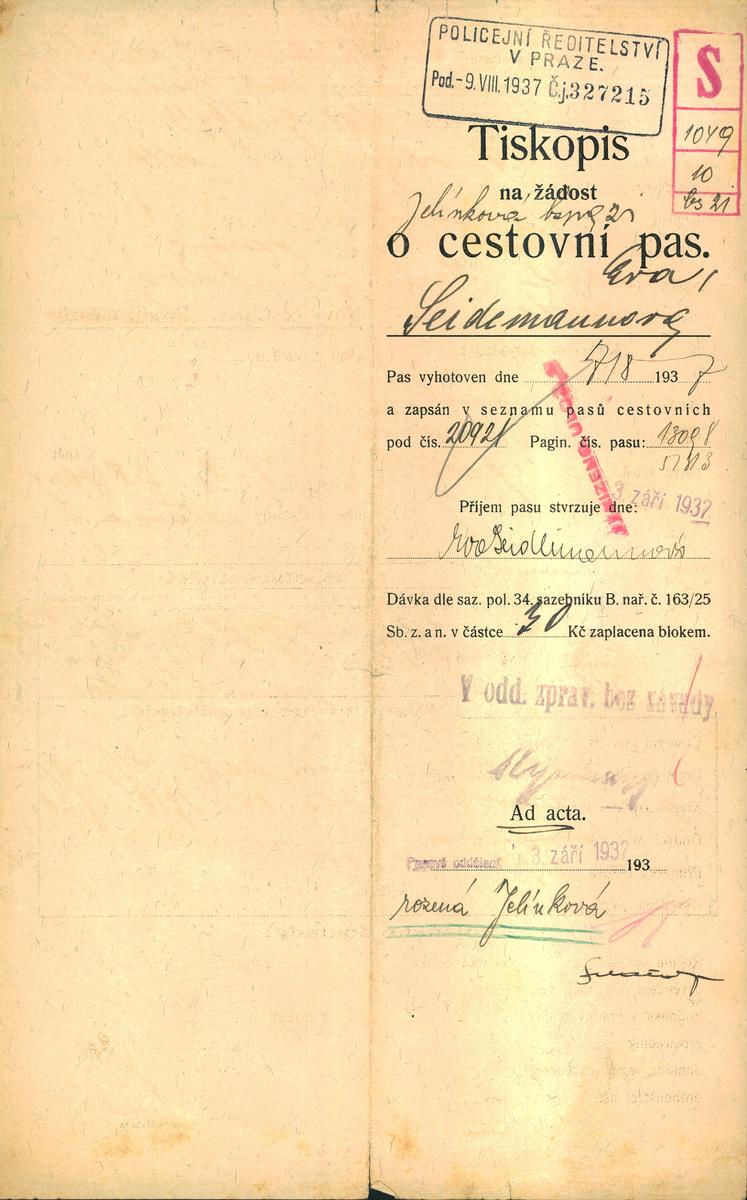 POLICEJNÍ ŘEDITELSTVÍ
V PRAZE.
Pod. -9. VIII. 1937 Č.j. 327215
S
1049
10
Tiskopis
na žádost
Jelínková
o cestovní pas.
Eva
Seidemannová
Pas vyhotoven dne 7/8 1937
a zapsán v seznamu pasů cestovních
pod čís. 20921 Pagin. čís. pasu: 13098
3 září 1937
Příjem pasu stvrzuje dne:
Dávka dle saz. pol. 34. sazebníku B. nař. č. 163/25
Sb. z. a n. v částce 30 Kč zaplacena blokem.
V odd. zprav. bez závady
Ad acta.
Pasové oddělení 3. září 1937 193
rozená Jelínková